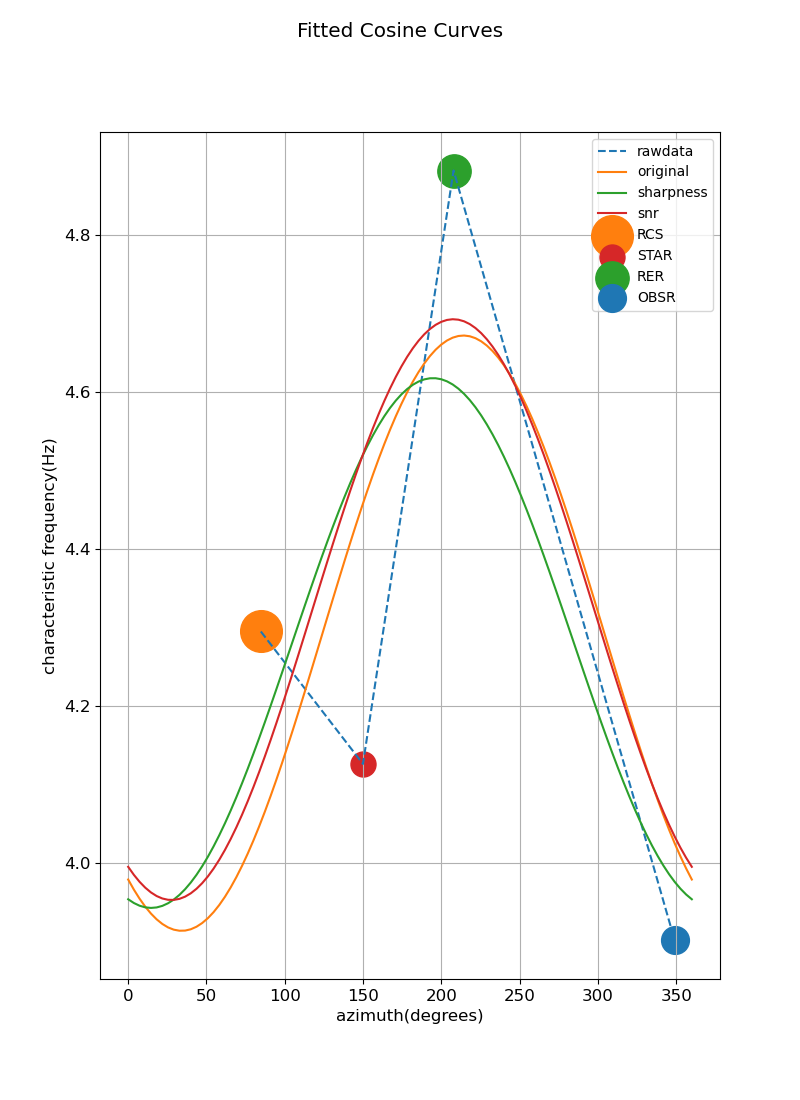 Fitted Cosine Curves
rawdata
original
sharpness
snr
RCS
STAR
RER
OBSR
characteristic frequency(Hz)
4.8
4.6
4.4
4.2
4.0
0 50 100 150 200 250 300 350
azimuth(degrees)